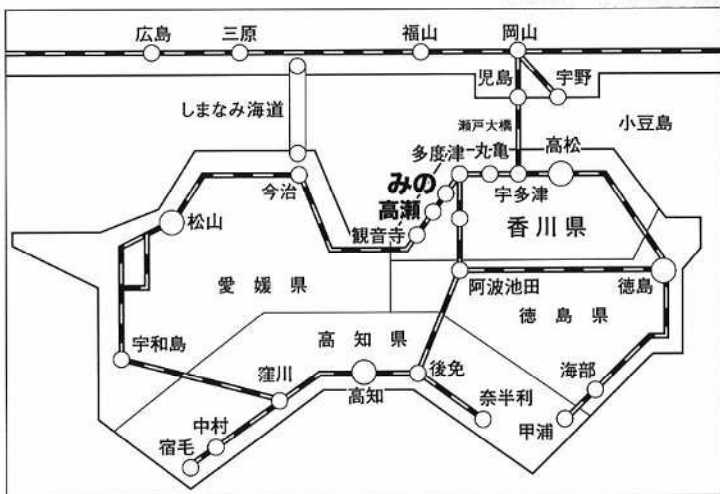 広島
三原
福山
岡山
児島
宇野
しまなみ海道
瀬戸大橋
小豆島
多度津
丸亀
高松
今治
みの
宇多津
高瀬
松山
観音寺
香川県
愛媛県
阿波池田
徳島
徳島県
高知県
宇和島
後免
海部
窪川
高知
奈半利
中村
甲浦
宿毛